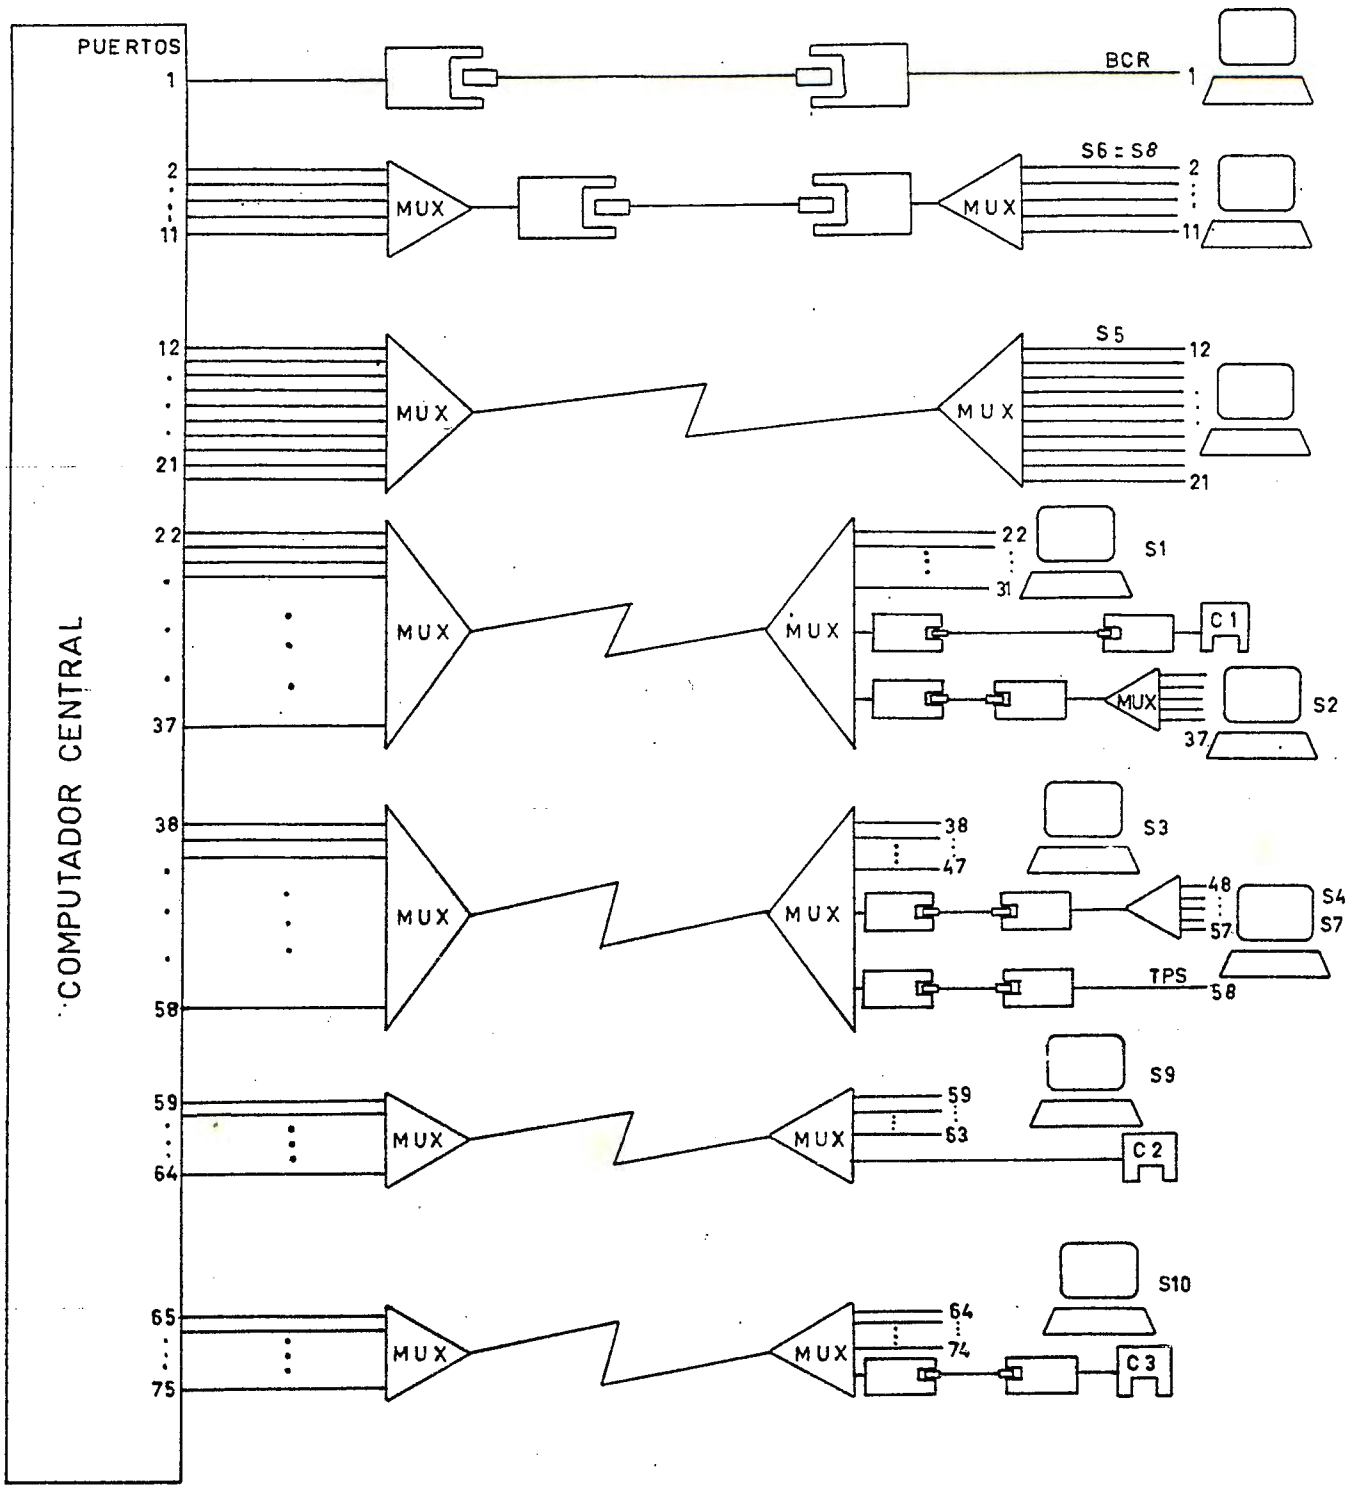 PUERTOS
1
BCR
1
2
11
MUX
MUX
S6 = S8
2
11
12
21
MUX
MUX
S5
12
21
22
37
MUX
MUX
22
31
S1
C1
MUX
37
S2
COMPUTADOR CENTRAL
38
58
MUX
MUX
38
47
S3
48
57
S4
S7
TPS
58
59
64
MUX
MUX
59
63
S9
C2
65
75
MUX
MUX
64
74
S10
C3